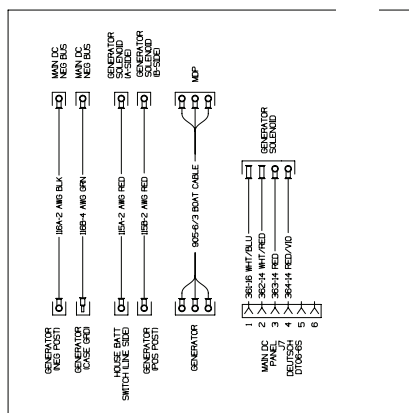 MAIN DC
NEG BUS
MAIN DC
NEG BUS
GENERATOR
SOLENOID
(A-SIDE)
GENERATOR
SOLENOID
(B-SIDE)
MDP
116A-2 AWG BLK
116B-4 AWG GRN
115A-2 AWG RED
115B-2 AWG RED
905-6/3 BOAT CABLE
GENERATOR
(NEG POST)
GENERATOR
(CASE GRD)
HOUSE BATT
SWITCH (LINE SIDE)
GENERATOR
(POS POST)
GENERATOR
GENERATOR
SOLENOID
361-16 WHT/BLU
362-14 WHT/RED
363-14 RED
364-14 RED/VIO
1
2
3
4
5
6
MAIN DC
PANEL
J7
DEUTSCH
DT06-6S